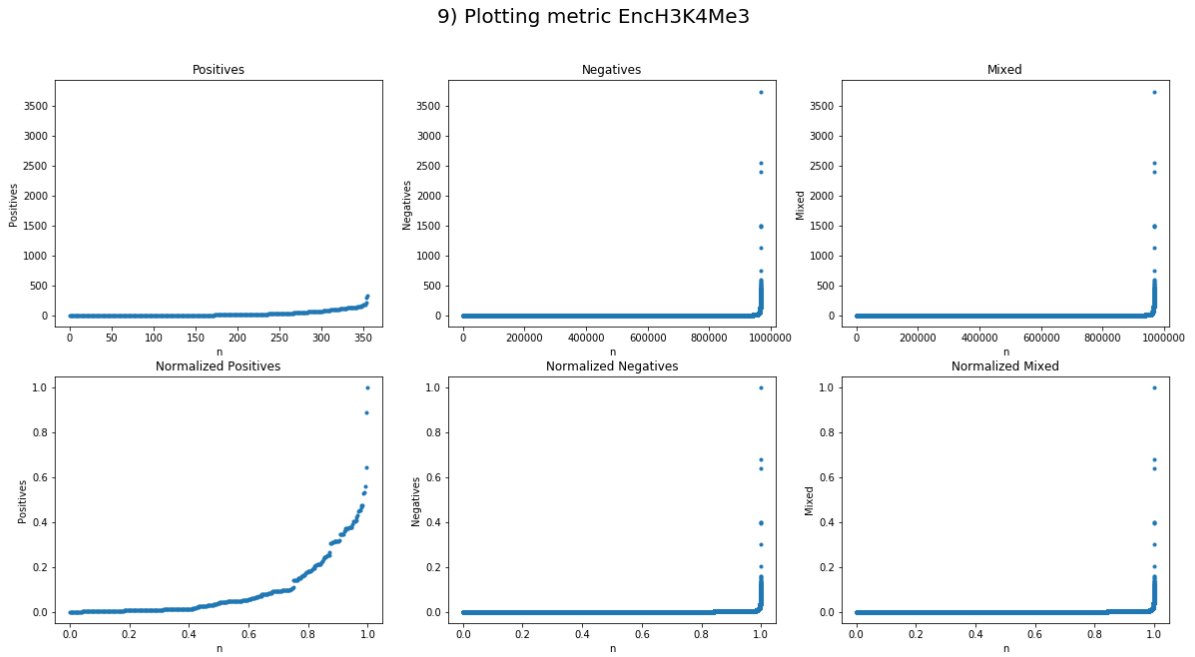 9) Plotting metric EncH3K4Me3
Positives
Negatives
Mixed
3500
3000
2500
2000
1500
1000
500
0
Positives
0 50 100 150 200 250 300 350
n
3500
3000
2500
2000
1500
1000
500
0
Negatives
0 200000 400000 600000 800000 1000000
n
3500
3000
2500
2000
1500
1000
500
0
Mixed
0 200000 400000 600000 800000 1000000
n
Normalized Positives
Normalized Negatives
Normalized Mixed
1.0
0.8
0.6
0.4
0.2
0.0
Positives
0.0 0.2 0.4 0.6 0.8 1.0
n
1.0
0.8
0.6
0.4
0.2
0.0
Negatives
0.0 0.2 0.4 0.6 0.8 1.0
n
1.0
0.8
0.6
0.4
0.2
0.0
Mixed
0.0 0.2 0.4 0.6 0.8 1.0
n